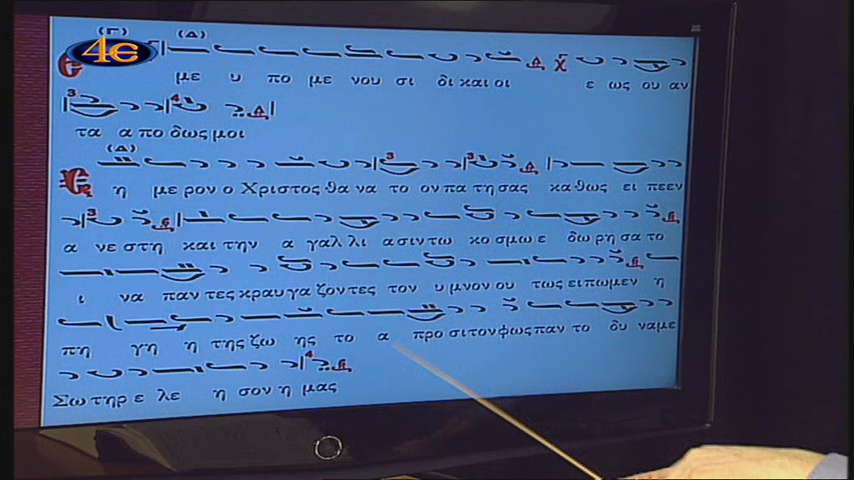 4E
(Γ) (Δ)
με υ πο με νου σι δι και οι ε ως ου αν
τα α πο δως μοι
(Δ)
Σ η με ρον ο Χριστος θα να το ον πα τη σας κα θως ει πεεν
α νε στη και την α γαλ λι α σιν τω κο σμω ε δω ρη σα το
ι να παν τες κραυ γα ζον τες τον υ μνον ου τως ει πω μεν η
πη γη η της ζω ης το α προ σι τον φως παν το δυ ναμε
Σω τηρ ε λε η σον η μας